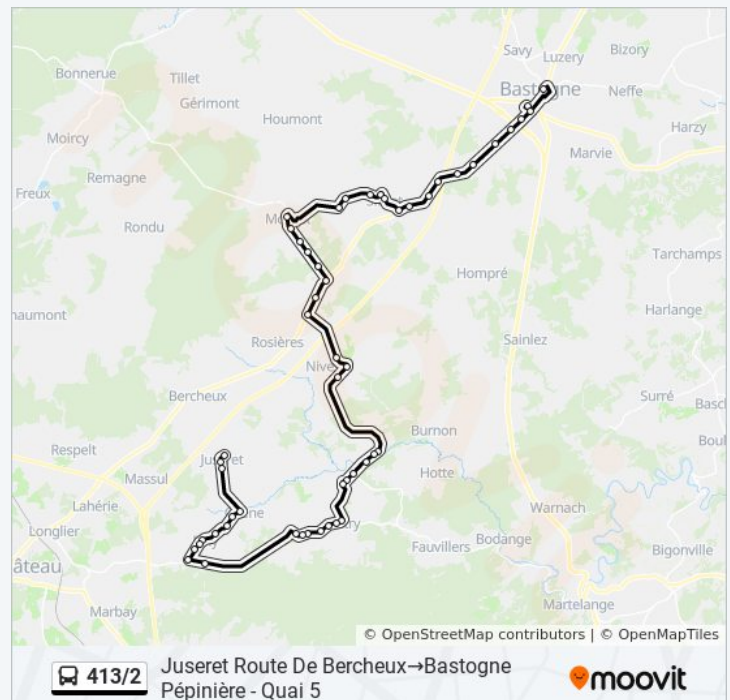 Savy
Luzery
Bizory
Bonnerue
Tillet
Bastogne
Neffe
Gérimont
Houmont
Harzy
Moircy
Marvie
Remagne
Freux
Rondu
Tarchamps
Hompré
haumont
Harlange
Rosières
Sainlez
Bercheux
Surré
Burnon
Respelt
Hotte
Massul
Lahérie
Warnach
Longlier
Bodange
Fauvillers
Bigonville
âteau
Martelange
Marbay
© OpenStreetMap contributors | © OpenMapTiles
413/2
Juseret Route De Bercheux→Bastogne
Pépinière - Quai 5
moovit